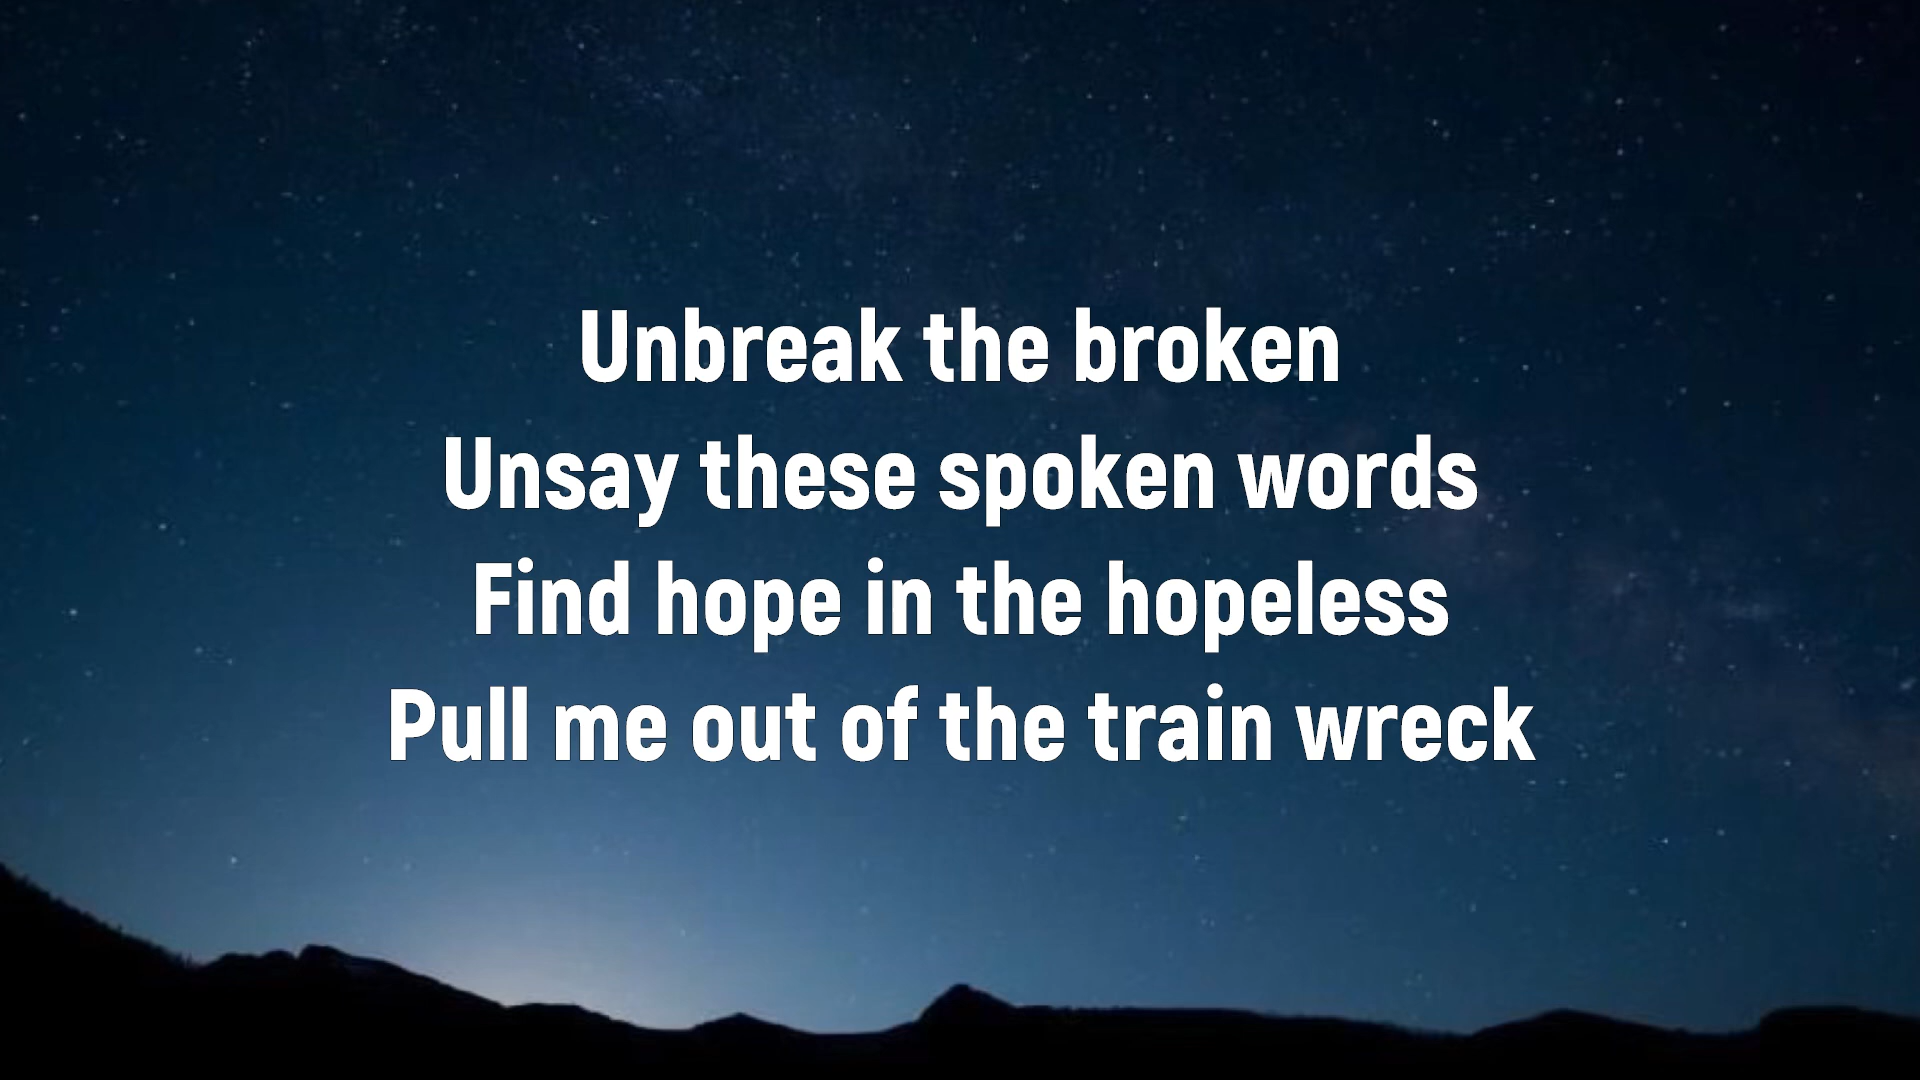 Unbreak the broken
Unsay these spoken words
Find hope in the hopeless
Pull me out of the train wreck